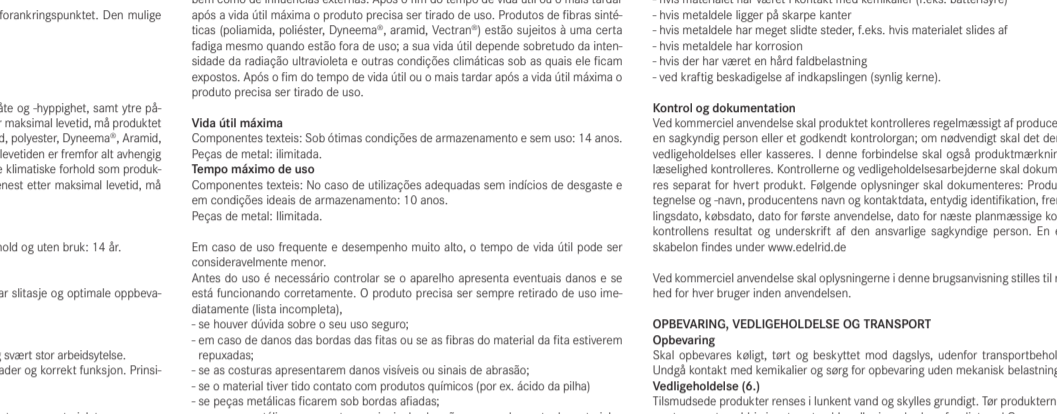 forankringspunktet. Den mulige
åte og -hyppighet, samt ytre på-
r maksimal levetid, må produktet
d, polyester, Dyneema®, Aramid,
levetiden er fremfor alt avhengig
e klimatiske forhold som produk-
enest etter maksimal levetid, må
hold og uten bruk: 14 år.
ar slitasje og optimale oppbeva-
g svært stor arbeidsytelse.
ader og korrekt funksjon. Prinsi-
bem como de influências externas. Após o fim do tempo de vida útil ou o mais tardar
após a vida útil máxima o produto precisa ser tirado de uso. Produtos de fibras sinté-
ticas (poliamida, poliéster, Dyneema®, aramid, Vectran®) estão sujeitos à uma certa
fadiga mesmo quando estão fora de uso; a sua vida útil depende sobretudo da inten-
sidade da radiação ultravioleta e outras condições climáticas sob as quais ele ficam
expostos. Após o fim do tempo de vida útil ou o mais tardar após a vida útil máxima o
produto precisa ser tirado de uso.
Vida útil máxima
Componentes texteis: Sob ótimas condições de armazenamento e sem uso: 14 anos.
Peças de metal: ilimitada.
Tempo máximo de uso
Componentes texteis: No caso de utilizações adequadas sem indícios de desgaste e
em condições ideais de armazenamento: 10 anos.
Peças de metal: Ilimitada.
Em caso de uso frequente e desempenho muito alto, o tempo de vida útil pode ser
consideravelmente menor.
Antes do uso é necessário controlar se o aparelho apresenta eventuais danos e se
está funcionando corretamente. O produto precisa ser sempre retirado de uso ime-
diatamente (lista incompleta),
- se houver dúvida sobre o seu uso seguro;
- em caso de danos das bordas das fitas ou se as fibras do material da fita estiverem
repuxadas;
- se as costuras apresentarem danos visíveis ou sinais de abrasão;
- se o material tiver tido contato com produtos químicos (por ex. ácido da pilha)
- se peças metálicas ficarem sob bordas afiadas;
- hvis materialet har været i kontakt med kemikalier (f.eks. batterisyre)
- hvis metaldele ligger på skarpe kanter
- hvis metaldele har meget slidte steder, f.eks. hvis materialet slides af
- hvis metaldele har korrosion
- hvis der har været en hård faldbelastning
- ved kraftig beskadigelse af indkapslingen (synlig kerne).
Kontrol og dokumentation
Ved kommerciel anvendelse skal produktet kontrolleres regelmæssigt af produce
en sagkyndig person eller et godkendt kontrolorgan; om nødvendigt skal det der
vedligeholdelses eller kasseres. I denne forbindelse skal også produktmærknin
læselighed kontrolleres. Kontrollerne og vedligeholdelsesarbejderne skal dokum
res separat for hvert produkt. Følgende oplysninger skal dokumenteres: Produ
tegnelse og -navn, producentens navn og kontaktdata, entydig identifikation, frer
lingsdato, købsdato, dato for første anvendelse, dato for næste planmæssige ko
kontrollens resultat og underskrift af den ansvarlige sagkyndige person. En e
skabelon findes under www.edelrid.de
Ved kommerciel anvendelse skal oplysningerne i denne brugsanvisning stilles til r
hed for hver bruger inden anvendelsen.
OPBEVARING, VEDLIGEHOLDELSE OG TRANSPORT
Opbevaring
Skal opbevares køligt, tørt og beskyttet mod dagslys, udenfor transportbehol
Undgå kontakt med kemikalier og sørg for opbevaring uden mekanisk belastning
Vedligeholdelse (6.)
Tilsmudsede produkter renses i lunkent vand og skylles grundigt. Tør produktern